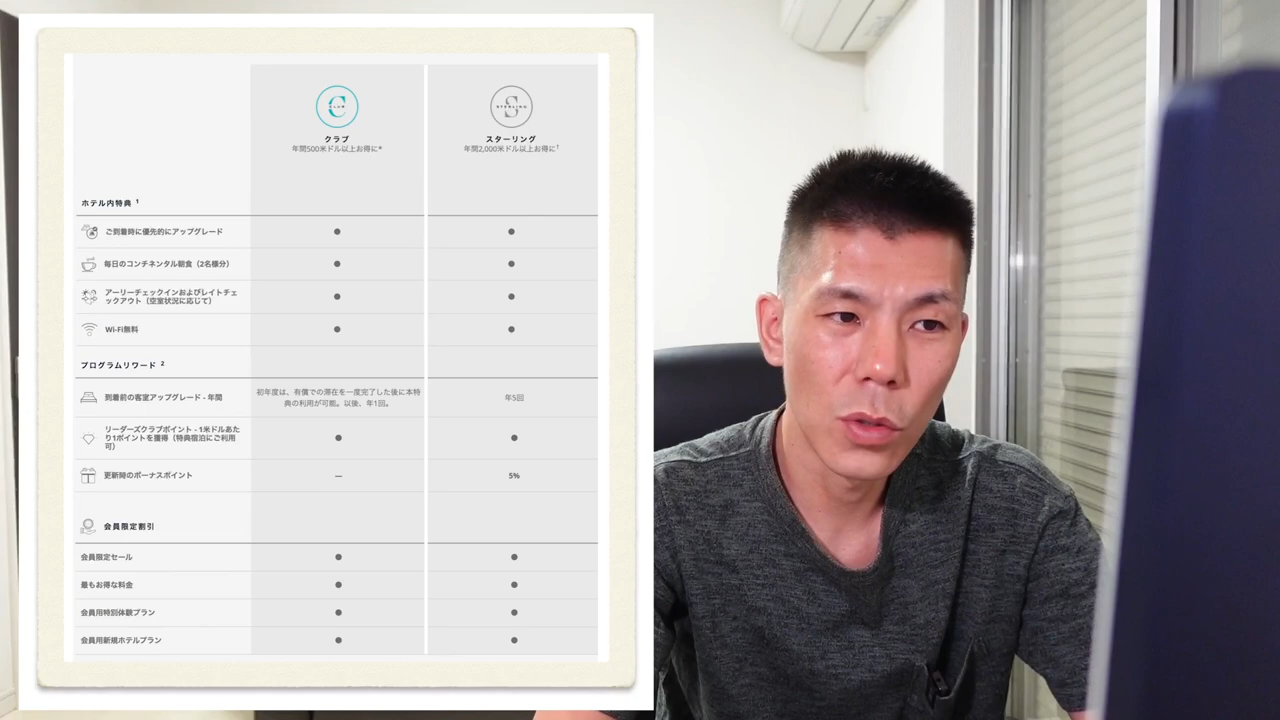 CLUB
STERLING
クラブ
スターリング
年間500米ドル以上お得に*
年間2,000米ドル以上お得に†
ホテル内特典 1
ご到着時に優先的にアップグレード
毎日のコンチネンタル朝食（2名様分）
アーリーチェックインおよびレイトチェ
ックアウト（空室状況に応じて）
Wi-Fi無料
プログラムリワード 2
到着前の客室アップグレード - 年間
初年度は、有償での滞在を一度完了した後に本特
典の利用が可能。以後、年1回。
年5回
リーダーズクラブポイント - 1米ドルあた
り1ポイントを獲得（特典宿泊にご利用
可）
更新時のボーナスポイント
—
5%
会員限定割引
会員限定セール
最もお得な料金
会員用特別体験プラン
会員用新規ホテルプラン